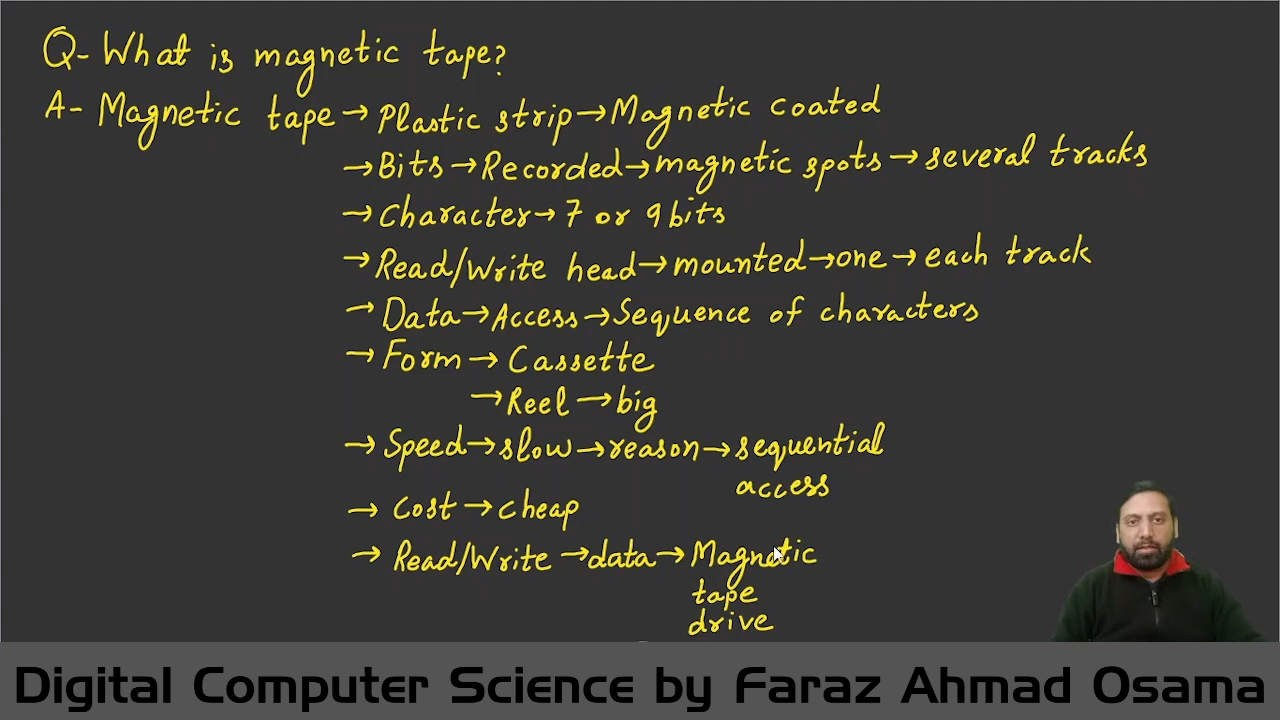 Q- What is magnetic tape?
A- Magnetic tape → Plastic strip → Magnetic coated
→ Bits → Recorded → magnetic spots → several tracks
→ Character → 7 or 9 bits
→ Read/Write head → mounted → one → each track
→ Data → Access → Sequence of characters
→ Form → Cassette
→ Reel → big
→ Speed → slow → reason → sequential
access
→ Cost → cheap
→ Read/Write → data → Magnetic
tape
drive
Digital Computer Science by Faraz Ahmad Osama